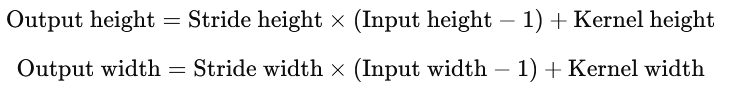 Output height = Stride height × (Input height − 1) + Kernel height
Output width = Stride width × (Input width − 1) + Kernel width